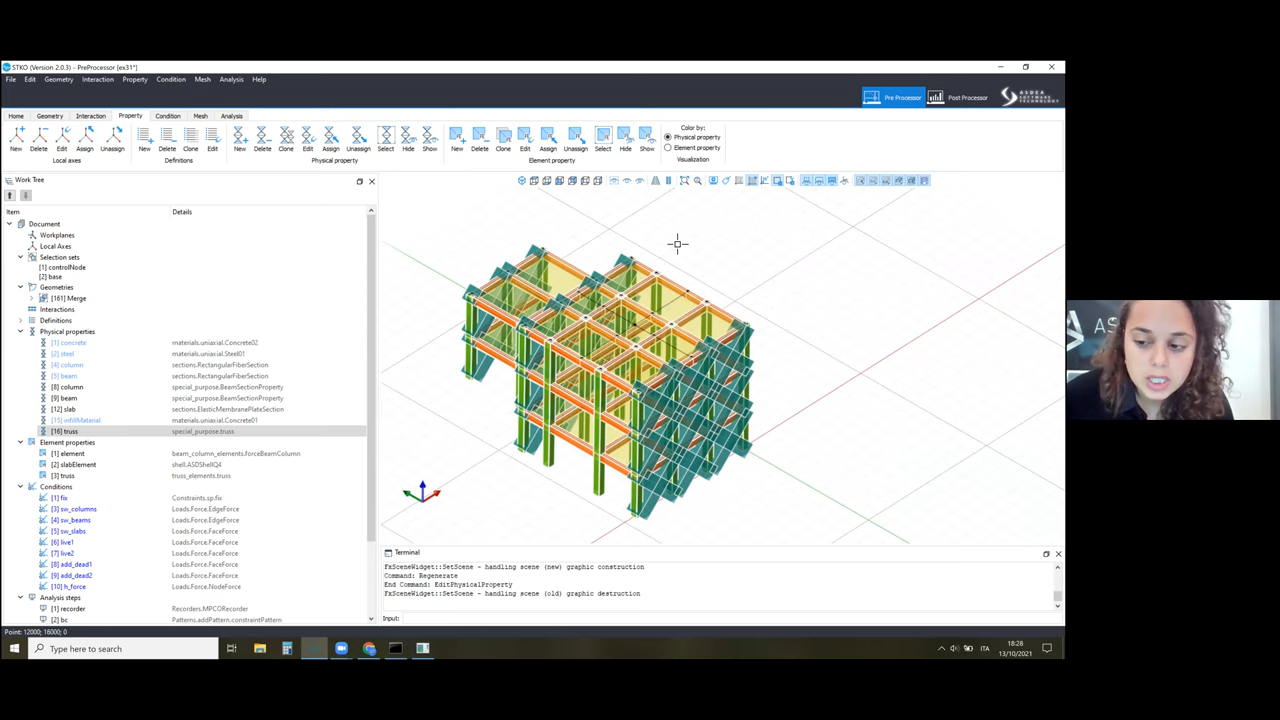 STKO (Version 2.0.3) - PreProcessor [ex31*]
File Edit Geometry Interaction Property Condition Mesh Analysis Help
Pre Processor Post Processor ASDEA SOFTWARE TECHNOLOGY
Home Geometry Interaction Property Condition Mesh Analysis
Color by:
Physical property
Element property
New Delete Edit Assign Unassign New Delete Clone Edit New Delete Clone Edit Assign Unassign Select Hide Show New Delete Clone Edit Assign Unassign Select Hide Show
Local axes Definitions Physical property Element property Visualization
Work Tree
Item Details
Document
Workplanes
Local Axes
Selection sets
[1] controlNode
[2] base
Geometries
[161] Merge
Interactions
Definitions
Physical properties
[1] concrete materials.uniaxial.Concrete02
[2] steel materials.uniaxial.Steel01
[4] column sections.RectangularFiberSection
[5] beam sections.RectangularFiberSection
[8] column special_purpose.BeamSectionProperty
[9] beam special_purpose.BeamSectionProperty
[12] slab sections.ElasticMembranePlateSection
[15] infillMaterial materials.uniaxial.Concrete01
[16] truss special_purpose.truss
Element properties
[1] element beam_column_elements.forceBeamColumn
[2] slabElement shell.ASDShellQ4
[3] truss truss_elements.truss
Conditions
[1] fix Constraints.sp.fix
[3] sw_columns Loads.Force.EdgeForce
[4] sw_beams Loads.Force.EdgeForce
[5] sw_slabs Loads.Force.FaceForce
[6] live1 Loads.Force.FaceForce
[7] live2 Loads.Force.FaceForce
[8] add_dead1 Loads.Force.FaceForce
[9] add_dead2 Loads.Force.FaceForce
[10] h_force Loads.Force.NodeForce
Analysis steps
[1] recorder Recorders.MPCORecorder
[2] bc Patterns.addPattern.constraintPattern
Terminal
FxSceneWidget::SetScene - handling scene (new) graphic construction
Command: Regenerate
End Command: EditPhysicalProperty
FxSceneWidget::SetScene - handling scene (old) graphic destruction
Input:
Point: 12000; 16000; 0
Type here to search
ITA
18:28
13/10/2021
AS